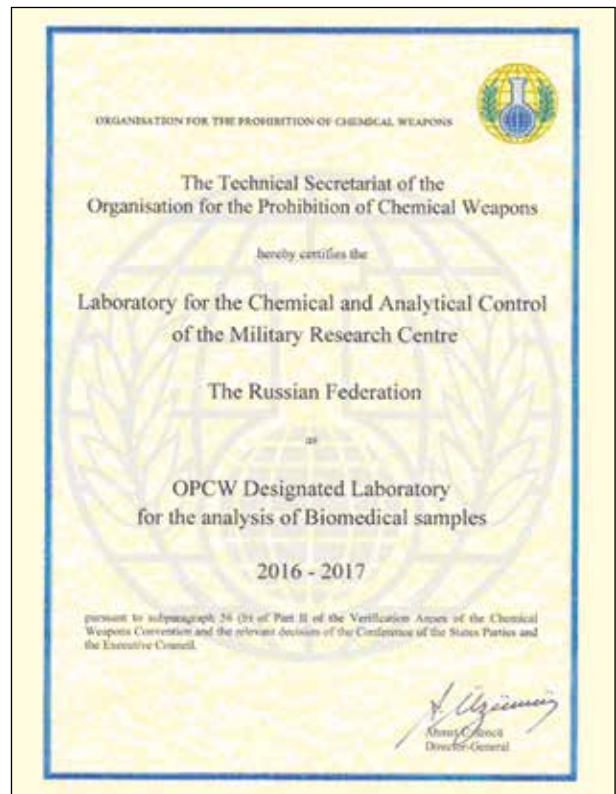 ORGANISATION FOR THE PROHIBITION OF CHEMICAL WEAPONS
The Technical Secretariat of the
Organisation for the Prohibition of Chemical Weapons
hereby certifies the
Laboratory for the Chemical and Analytical Control
of the Military Research Centre
The Russian Federation
as
OPCW Designated Laboratory
for the analysis of Biomedical samples
2016 - 2017
pursuant to subparagraph 56 (b) of Part II of the Verification Annex of the Chemical
Weapons Convention and the relevant decision of the Conference of the States Parties and
the Executive Council.
Ahmet
Director-General